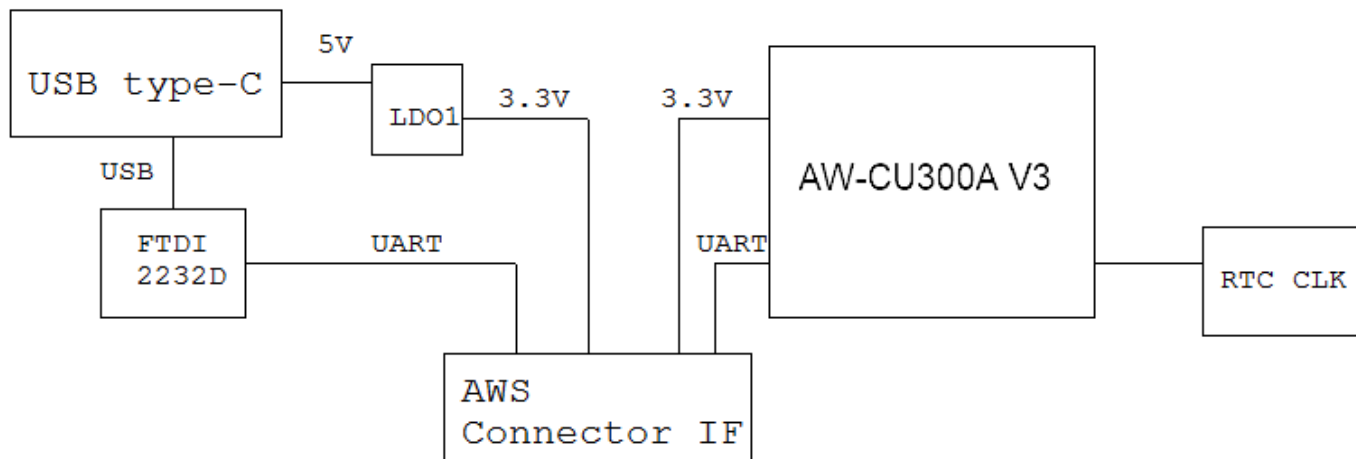 5V
USB type-C
LDO1
3.3V
3.3V
AW-CU300A V3
USB
FTDI
2232D
UART
UART
RTC CLK
AWS
Connector IF